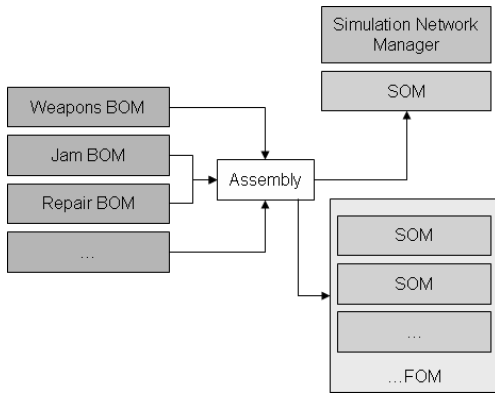 Simulation Network
Manager
SOM
Weapons BOM
Jam BOM
Repair BOM
...
Assembly
SOM
SOM
...
...FOM